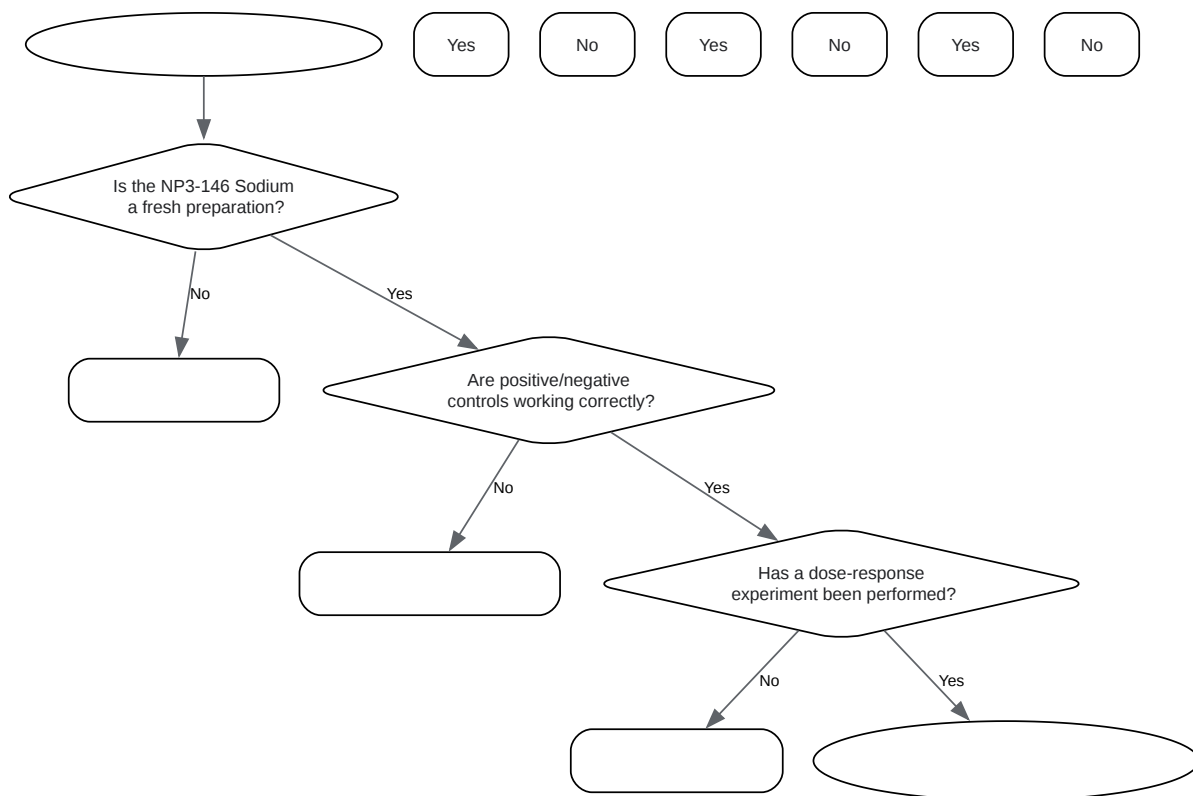 Yes
No
Yes
No
Yes
No
Is the NP3-146 Sodium
a fresh preparation?
No
Yes
Are positive/negative
controls working correctly?
No
Yes
Has a dose-response
experiment been performed?
No
Yes